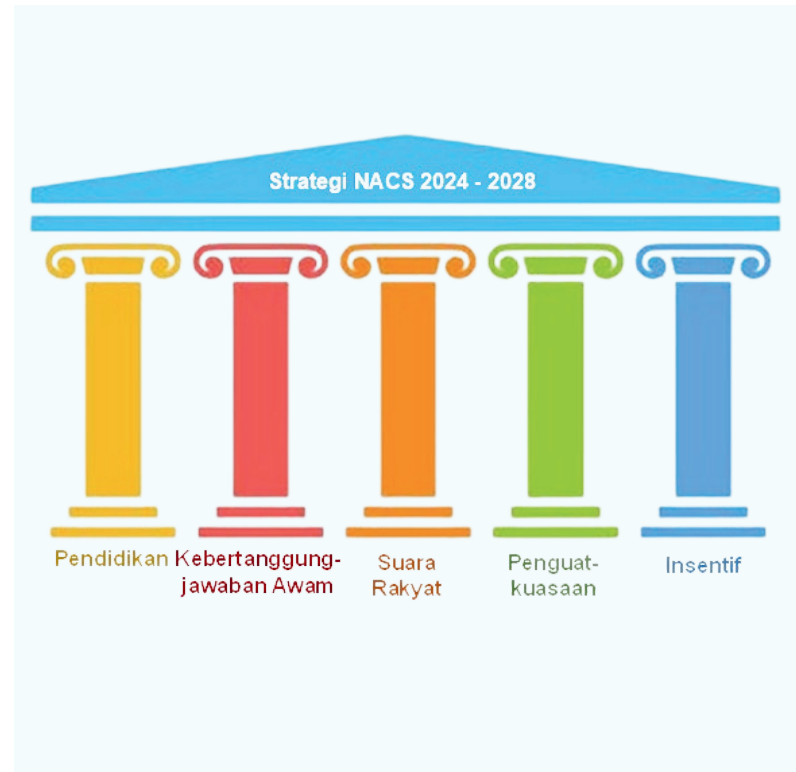 Strategi NACS 2024 - 2028
Pendidikan
Kebertanggung-
jawaban Awam
Suara
Rakyat
Penguat-
kuasaan
Insentif